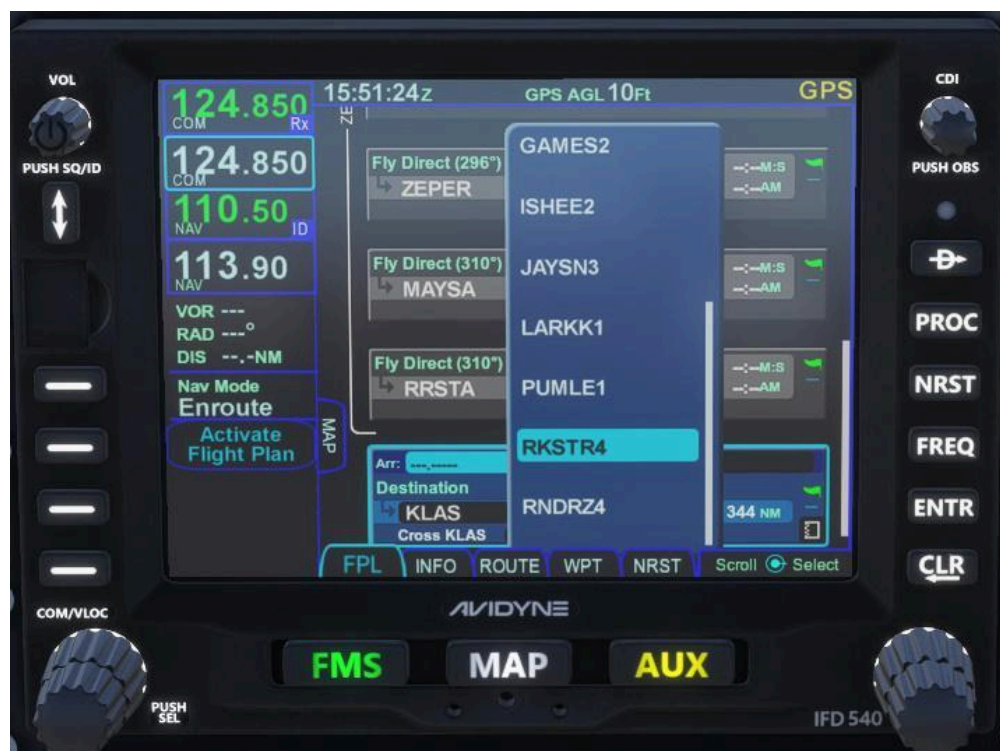 VOL
PUSH SQ/ID
COM/VLOC
PUSH
SEL
124.850
COM Rx
124.850
COM
110.50
NAV ID
113.90
NAV
VOR ---
RAD ---°
DIS --.-NM
Nav Mode
Enroute
Activate
Flight Plan
15:51:24Z GPS AGL 10Ft GPS
MAP
Fly Direct (296°)
ZEPER
--:--M:S
--:--AM
Fly Direct (310°)
MAYSA
--:--M:S
--:--AM
Fly Direct (310°)
RRSTA
--:--M:S
--:--AM
Arr: ---.-----
Destination
KLAS
Cross KLAS
344 NM
GAMES2
ISHEE2
JAYSN3
LARKK1
PUMLE1
RKSTR4
RNDRZ4
FPL INFO ROUTE WPT NRST Scroll Select
AVIDYNE
FMS MAP AUX
IFD 540
CDI
PUSH OBS
D
PROC
NRST
FREQ
ENTR
CLR